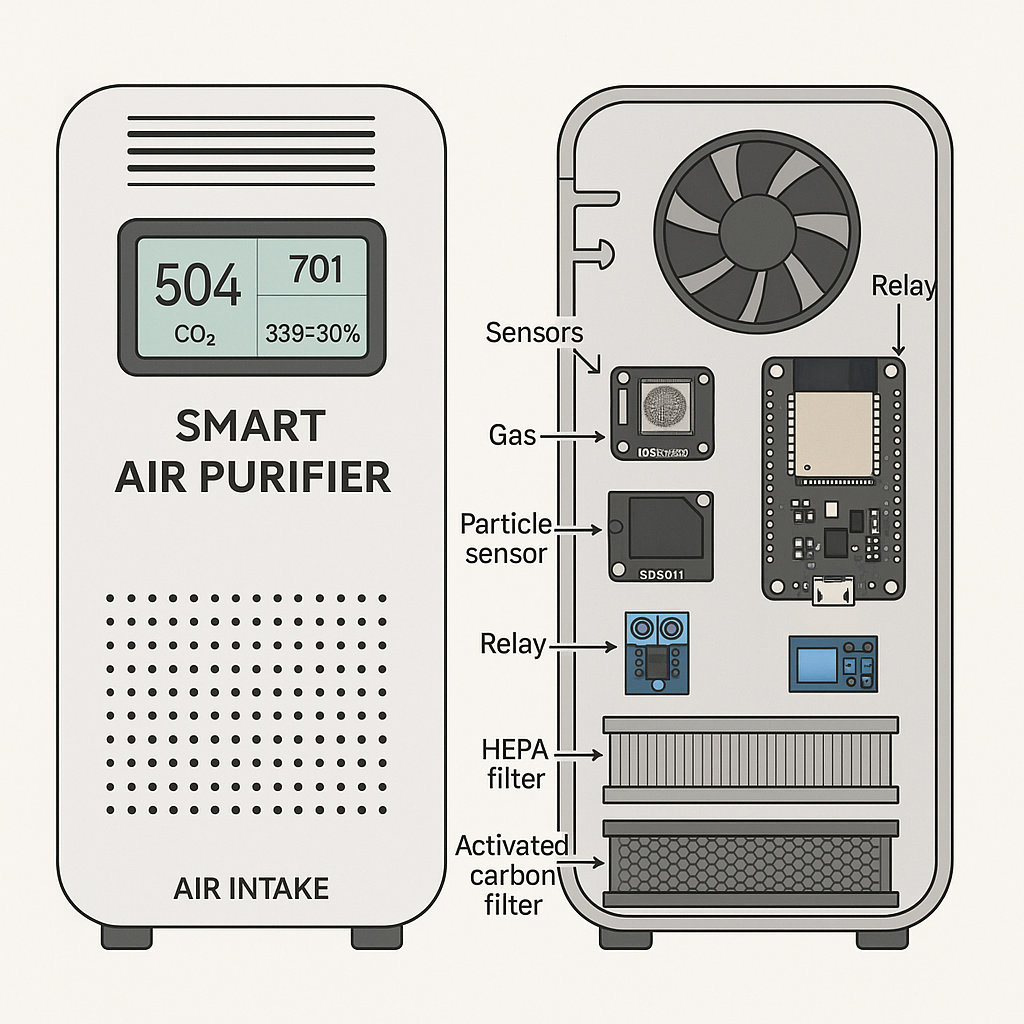 504
CO₂
701
339=30%
SMART
AIR PURIFIER
AIR INTAKE
Relay
Sensors
Gas
Particle
sensor
SDS011
Relay
HEPA
filter
Activated
carbon
filter